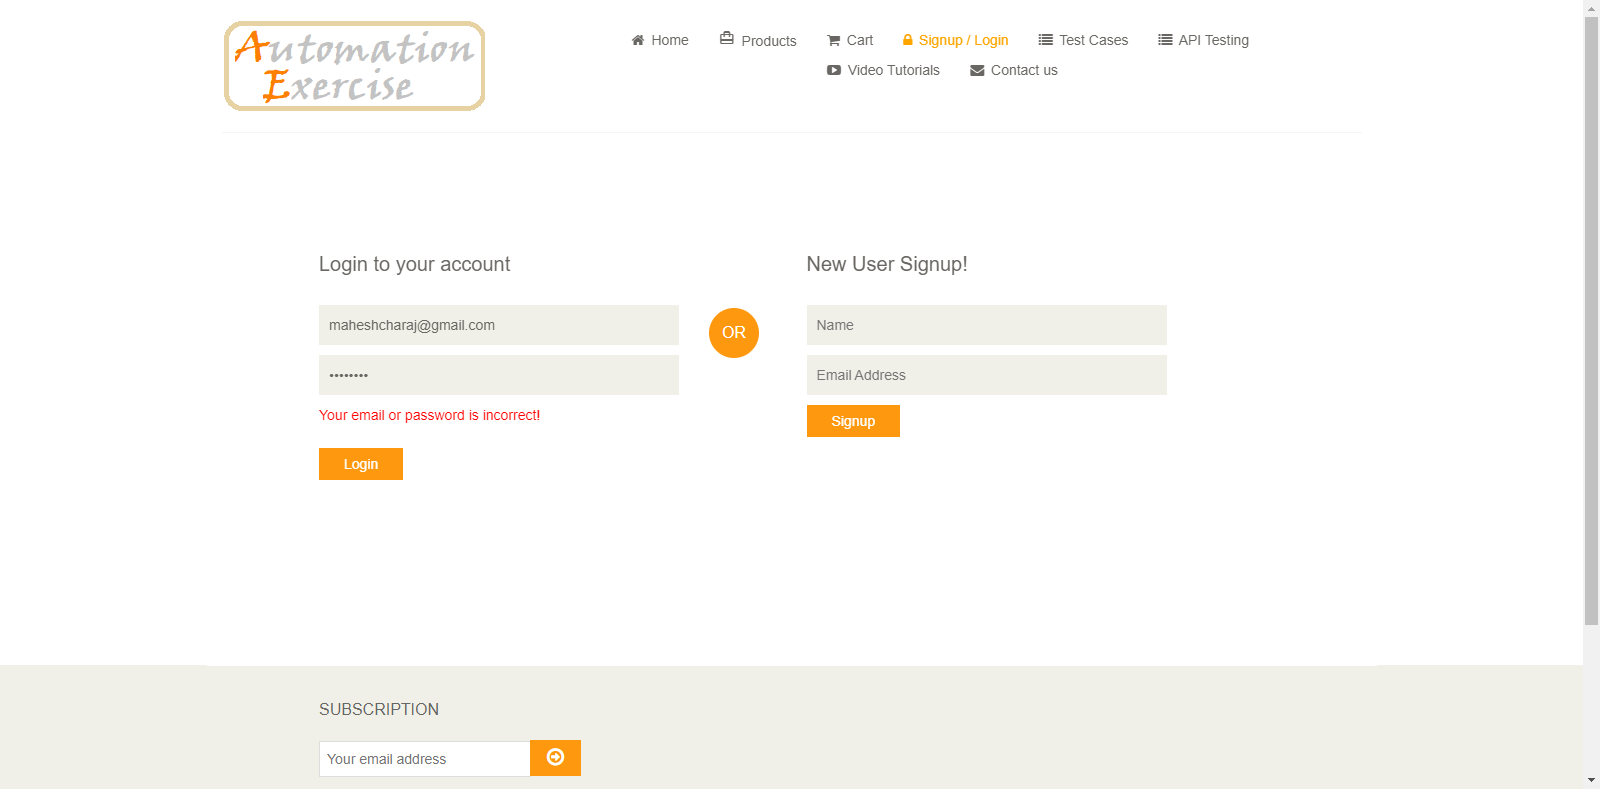 Automation
Exercise
Home Products Cart Signup / Login Test Cases API Testing
Video Tutorials Contact us
Login to your account
maheshcharaj@gmail.com
••••••••
Your email or password is incorrect!
Login
OR
New User Signup!
Name
Email Address
Signup
SUBSCRIPTION
Your email address